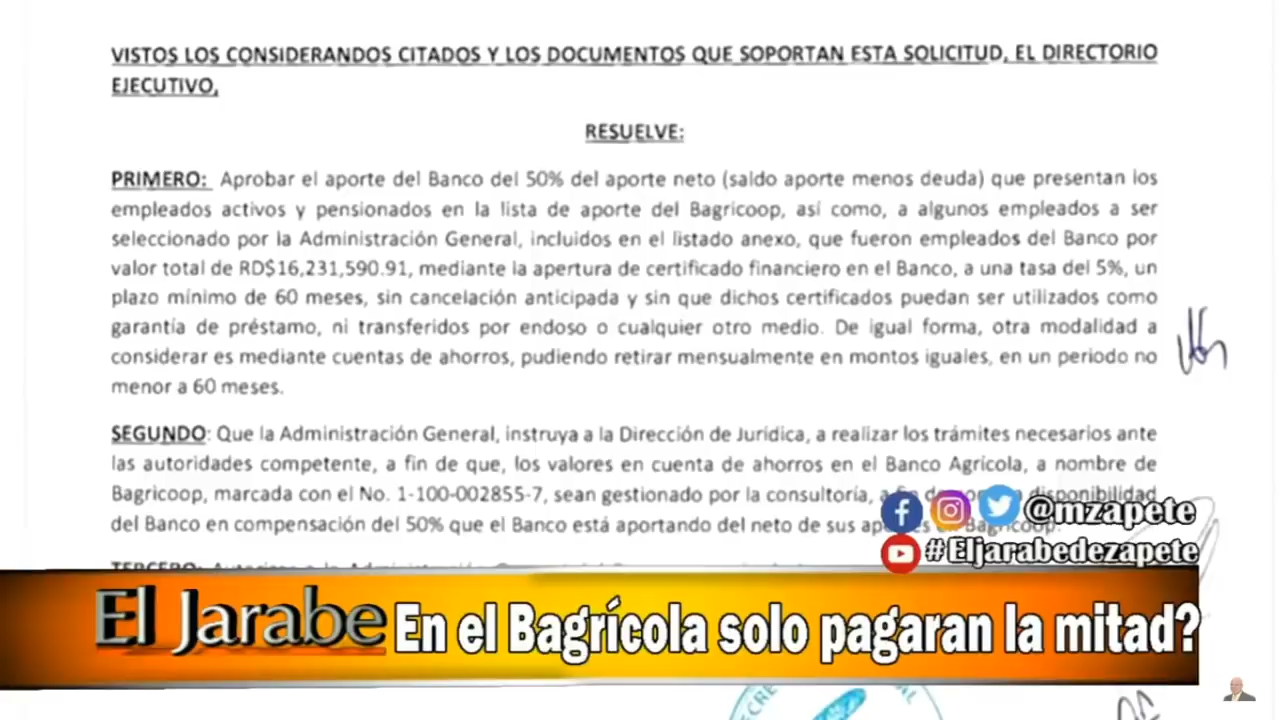 VISTOS LOS CONSIDERANDOS CITADOS Y LOS DOCUMENTOS QUE SOPORTAN ESTA SOLICITUD, EL DIRECTORIO
EJECUTIVO,
RESUELVE:
PRIMERO: Aprobar el aporte del Banco del 50% del aporte neto (saldo aporte menos deuda) que presentan los
empleados activos y pensionados en la lista de aporte del Bagricoop, así como, a algunos empleados a ser
seleccionado por la Administración General, incluidos en el listado anexo, que fueron empleados del Banco por
valor total de RD$16,231,590.91, mediante la apertura de certificado financiero en el Banco, a una tasa del 5%, un
plazo mínimo de 60 meses, sin cancelación anticipada y sin que dichos certificados puedan ser utilizados como
garantía de préstamo, ni transferidos por endoso o cualquier otro medio. De igual forma, otra modalidad a
considerar es mediante cuentas de ahorros, pudiendo retirar mensualmente en montos iguales, en un periodo no
menor a 60 meses.
SEGUNDO: Que la Administración General, instruya a la Dirección de Jurídica, a realizar los trámites necesarios ante
las autoridades competente, a fin de que, los valores en cuenta de ahorros en el Banco Agrícola, a nombre de
Bagricoop, marcada con el No. 1-100-002855-7, sean gestionado por la consultoría, a disponibilidad
del Banco en compensación del 50% que el Banco está aportando del neto de sus Bagricoop.
@mzapete
#Eljarabedezapete
TERCERO:
El Jarabe En el Bagrícola solo pagaran la mitad?